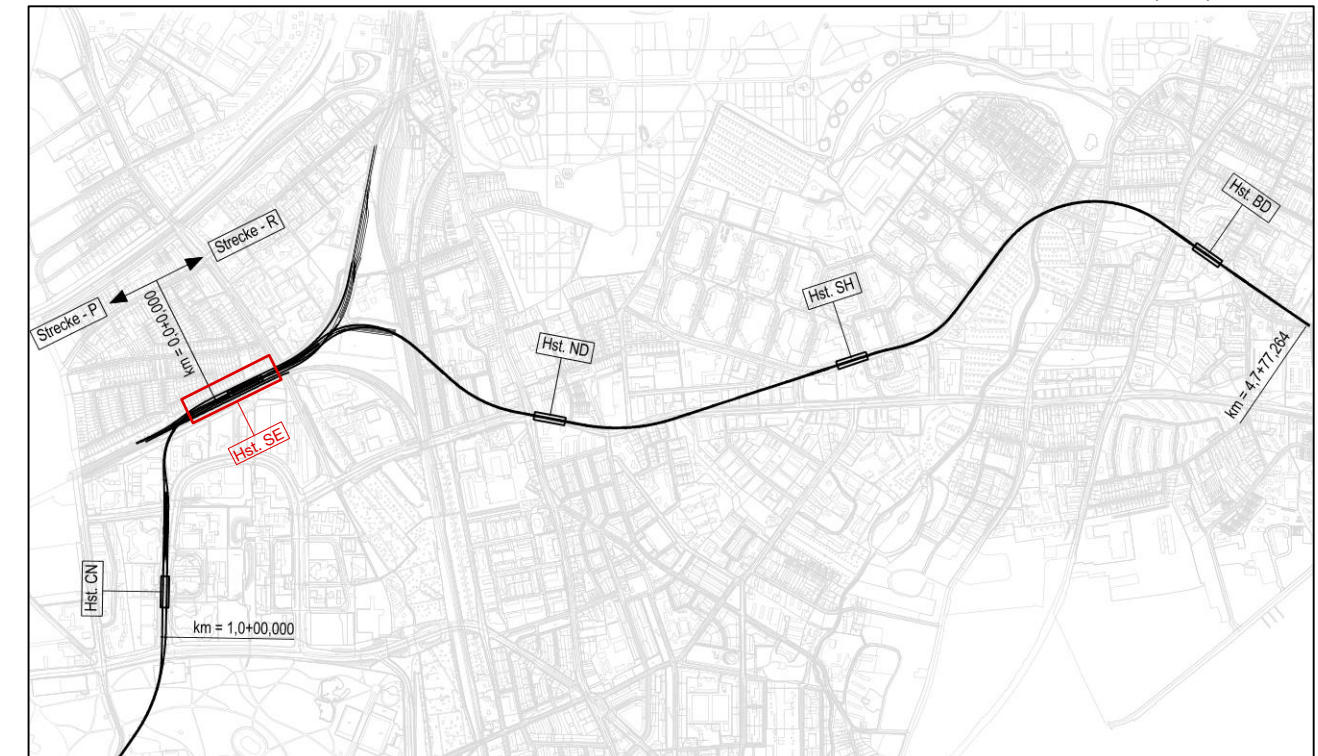 Hst. BD
Strecke - R
Strecke - P
km = 0,0+0,000
Hst. SH
Hst. ND
km = 4,7+77,264
Hst. SE
Hst. CN
km = 1,0+00,000